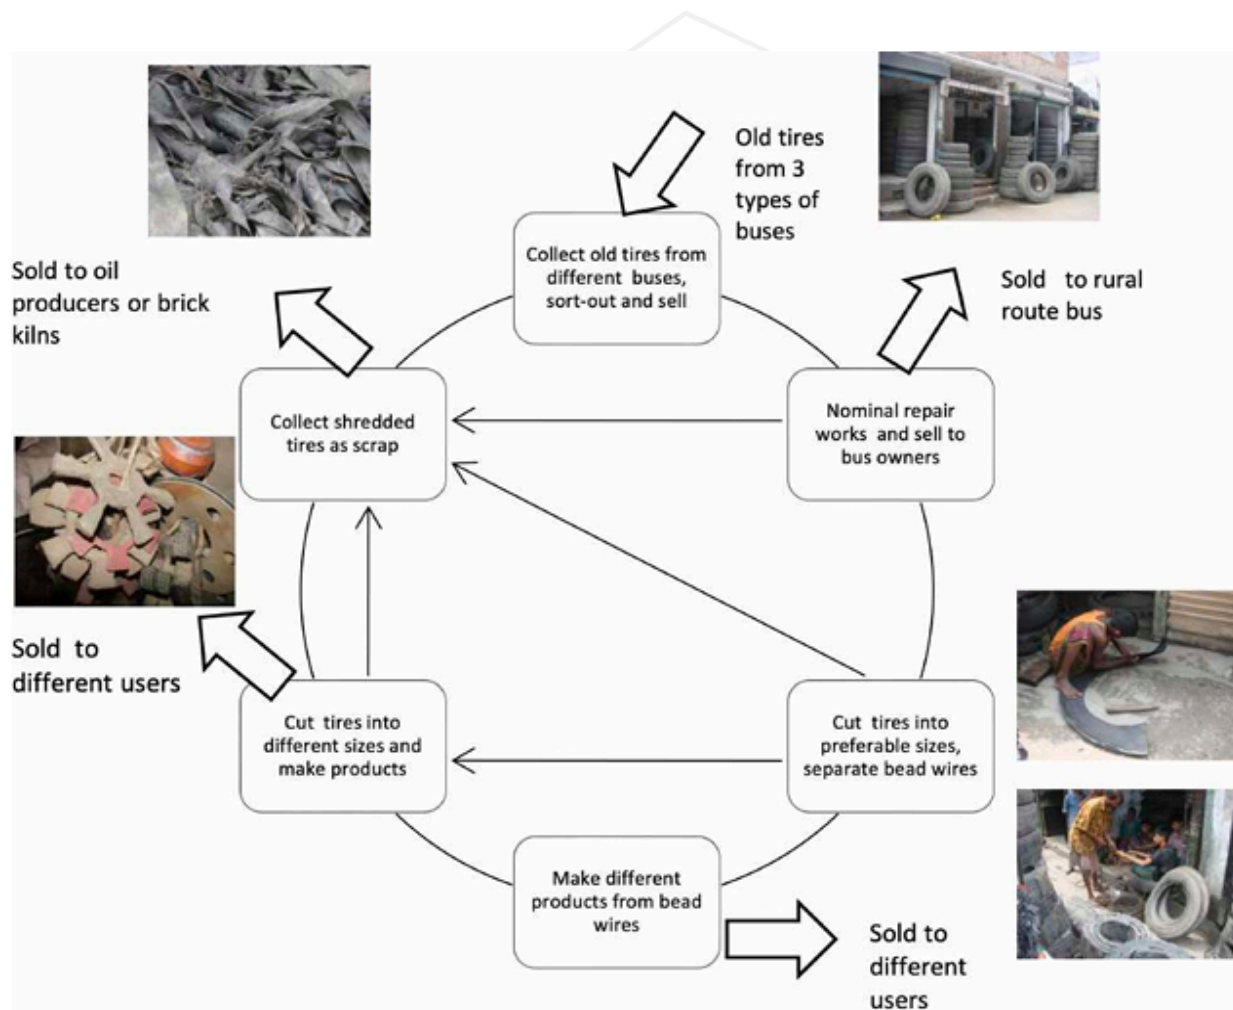 Old tires
from 3
types of
buses
Collect old tires from
different buses,
sort-out and sell
Sold to oil
producers or brick
kilns
Sold to rural
route bus
Collect shredded
tires as scrap
Nominal repair
works and sell to
bus owners
Sold to
different users
Cut tires into
different sizes and
make products
Cut tires into
preferable sizes,
separate bead wires
Make different
products from bead
wires
Sold to
different
users